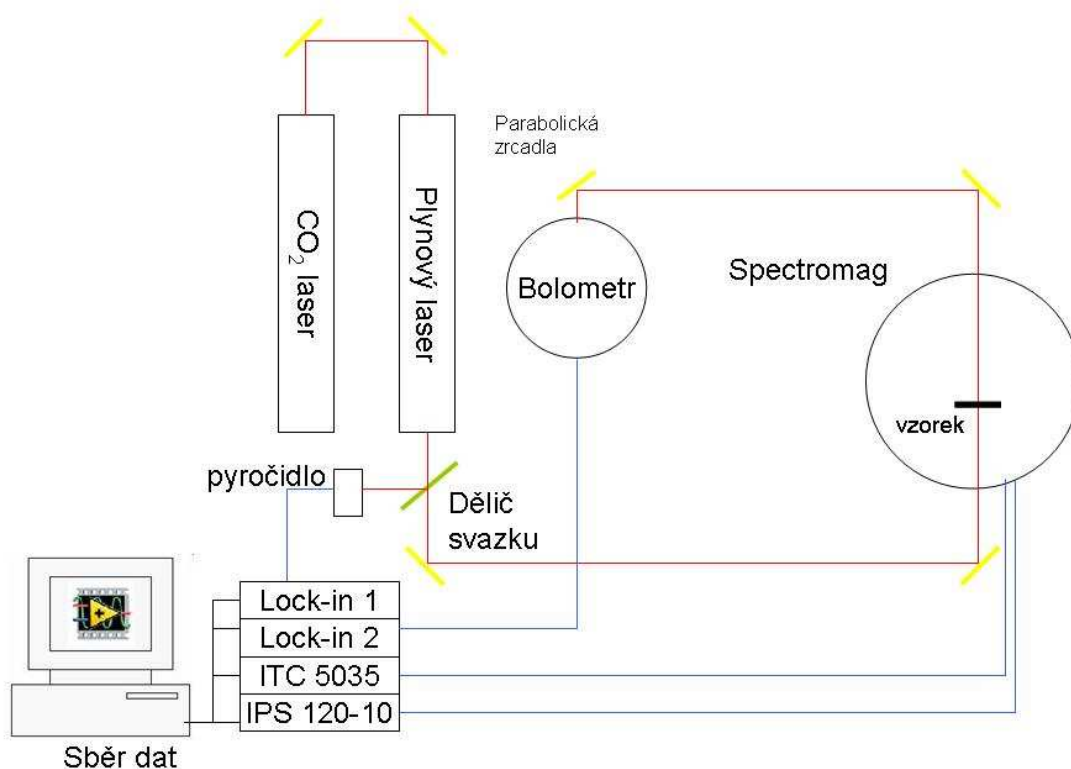 Parabolická
zrcadla
CO2 laser
Plynový laser
Bolometr
Spectromag
vzorek
pyročidlo
Dělič
svazku
Lock-in 1
Lock-in 2
ITC 5035
IPS 120-10
Sběr dat